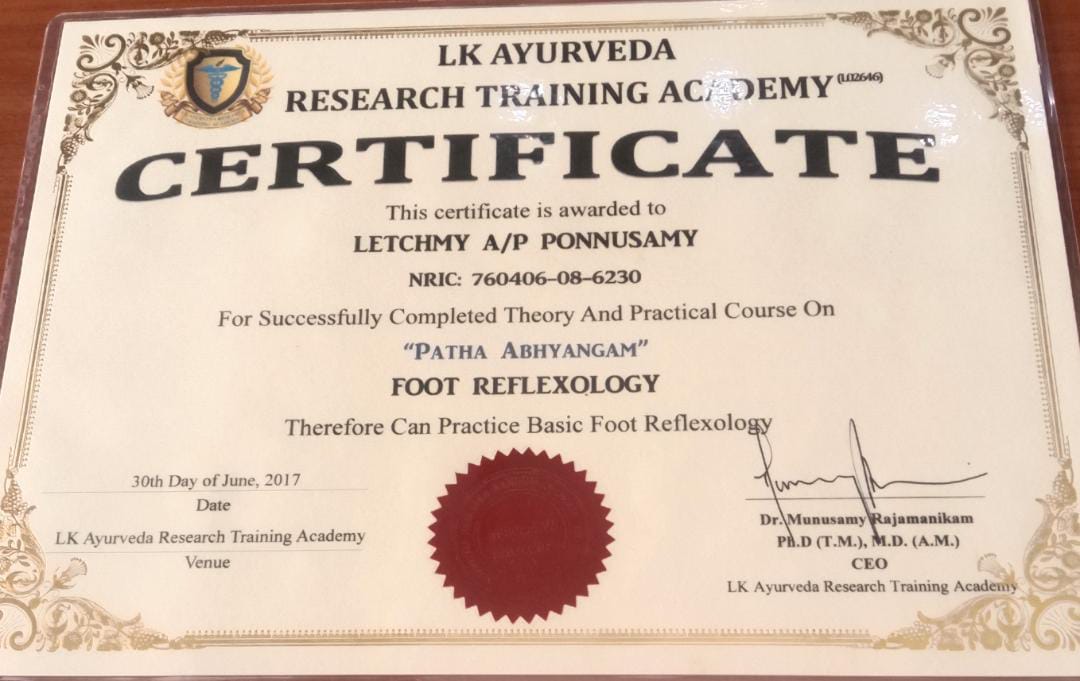 LK AYURVEDA
RESEARCH TRAINING ACADEMY (L02646)
CERTIFICATE
This certificate is awarded to
LETCHMY A/P PONNUSAMY
NRIC: 760406-08-6230
For Successfully Completed Theory And Practical Course On
“PATHA ABHYANGAM”
FOOT REFLEXOLOGY
Therefore Can Practice Basic Foot Reflexology
30th Day of June, 2017
Date
LK Ayurveda Research Training Academy
Venue
Dr. Munusamy Rajamanikam
Ph.D (T.M.), M.D. (A.M.)
CEO
LK Ayurveda Research Training Academy